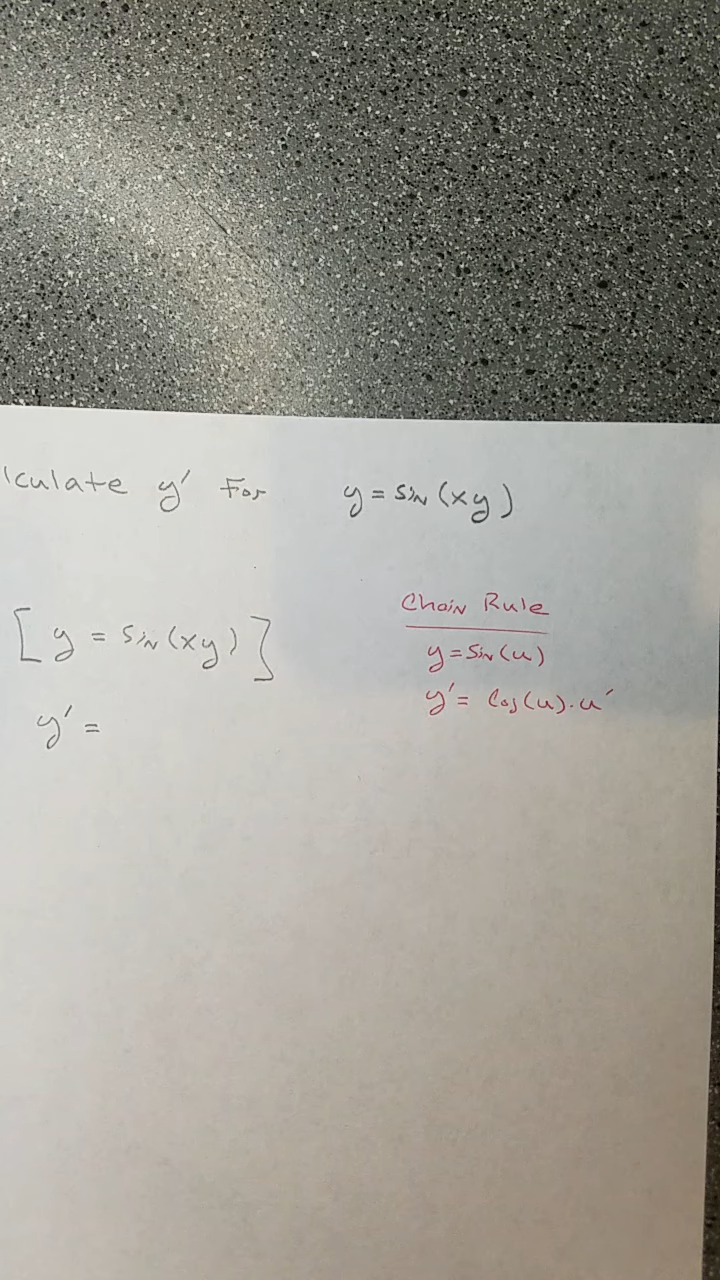 lculate y' For y = sin (xy)
[y = sin(xy)]
y' =
Chain Rule
y = sin(u)
y' = Cos(u)·u'